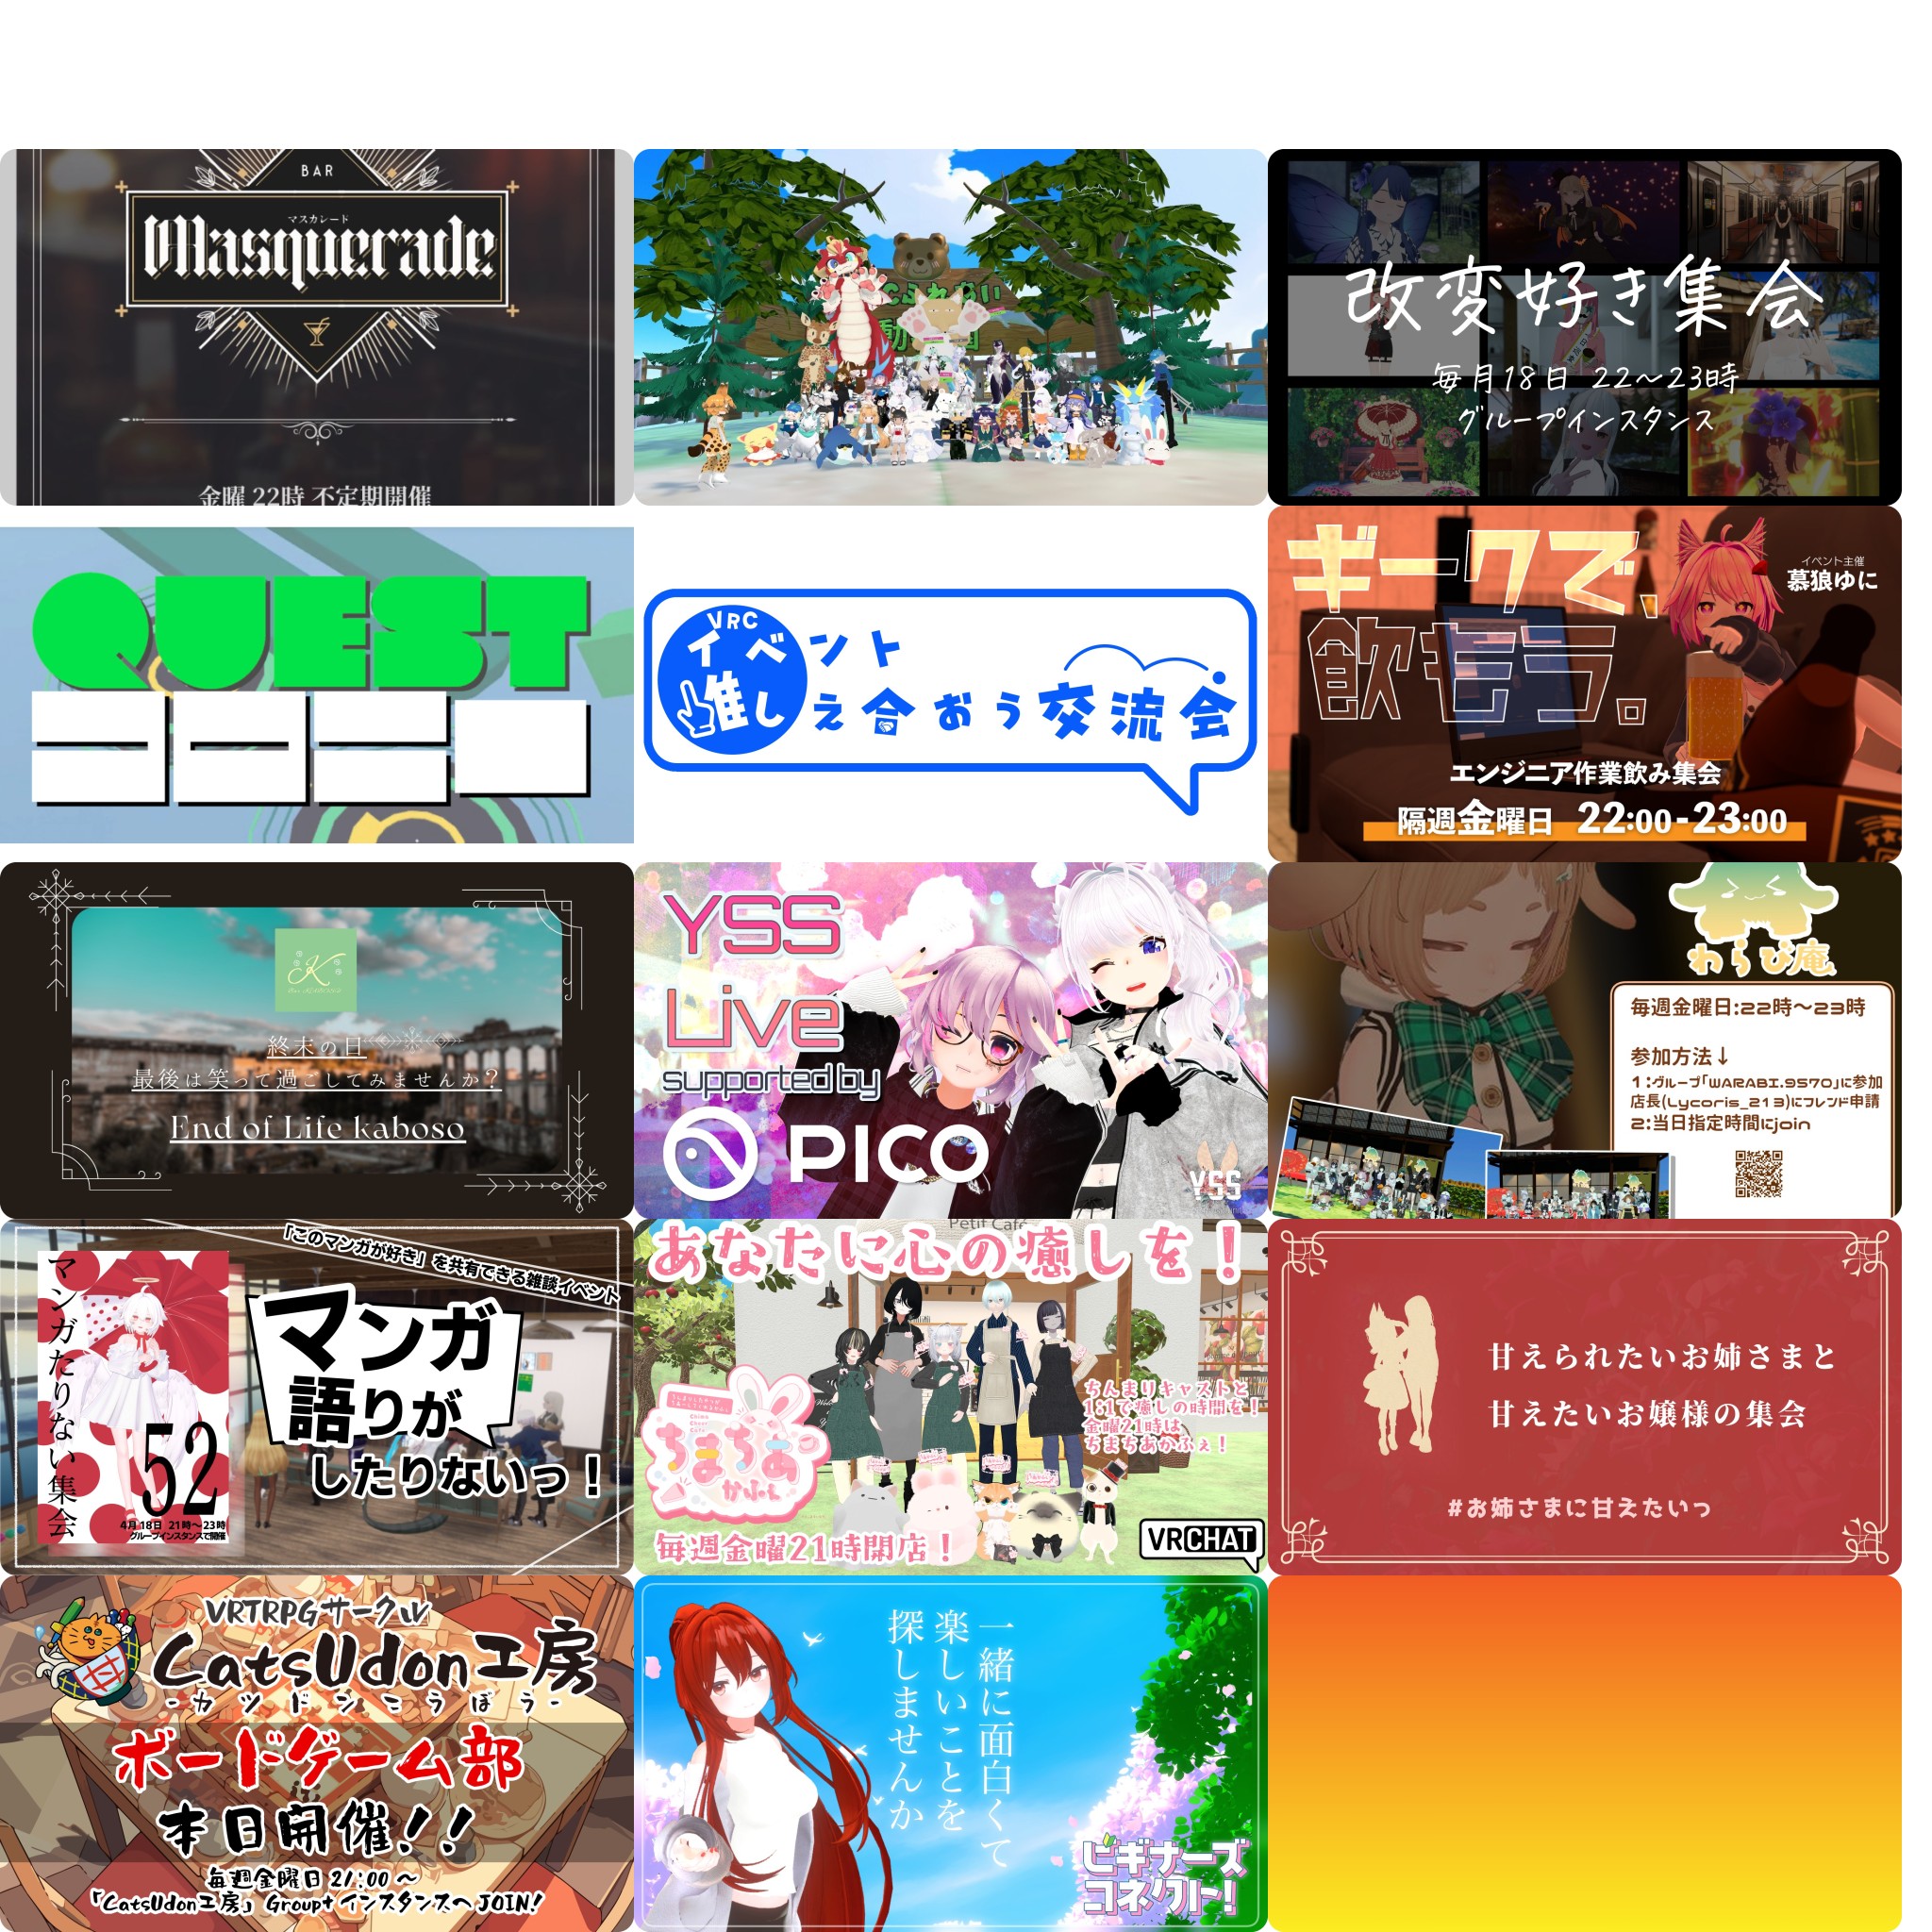 BAR
マスカレード
Masquerade
金曜 22時 不定期開催
ふれあい
動
園
改変好き集会
毎月18日 22～23時
グループインスタンス
QUEST
コロニー
VRC
イベント
推し え合おう交流会
ギークで、
飲もう。
イベント主催
慕狼ゆに
エンジニア作業飲み集会
隔週金曜日 22:00-23:00
K
終末の日
最後は笑って過ごしてみませんか?
End of Life kaboso
YSS
Live
supported by
PICO
YSS
わらび庵
毎週金曜日:22時～23時
参加方法↓
1:グループ「WARABI.9570」に参加
店長(Lycoris_213)にフレンド申請
2:当日指定時間にjoin
「このマンガが好き」を共有できる雑談イベント
マンガたりない集会
52
4月18日 21時～23時
グループインスタンスで開催
マンガ
語りが
したりないっ！
Petit Café
あなたに心の癒しを！
ちまちあ
かふぇ
ちんまりキャストと
1:1で癒しの時間を！
金曜21時は
ちまちあかふぇ！
毎週金曜21時開店！
VRCHAT
甘えられたいお姉さまと
甘えたいお嬢様の集会
#お姉さまに甘えたいっ
VRTRPGサークル
CatsUdon工房
-カツドンこうぼう-
ボードゲーム部
本日開催!!
毎週金曜日 21:00～
「CatsUdon工房」 Group+ インスタンスへ JOIN!
一緒に面白くて
楽しいことを
探しませんか
ビギナーズ
コネクト!